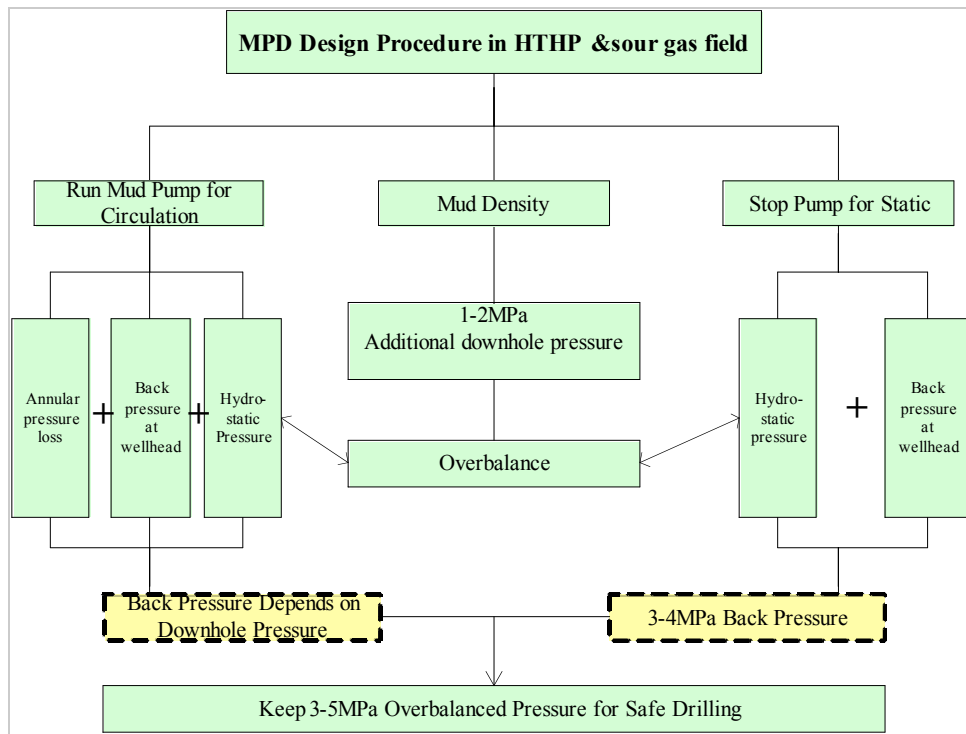 MPD Design Procedure in HTHP &sour gas field
Run Mud Pump for
Circulation
Mud Density
Stop Pump for Static
1-2MPa
Additional downhole pressure
Annular
pressure
loss
+
Back
pressure
at
wellhead
+
Hydro-
static
Pressure
Overbalance
Hydro-
static
pressure
+
Back
pressure at
wellhead
Back Pressure Depends on
Downhole Pressure
3-4MPa Back Pressure
Keep 3-5MPa Overbalanced Pressure for Safe Drilling